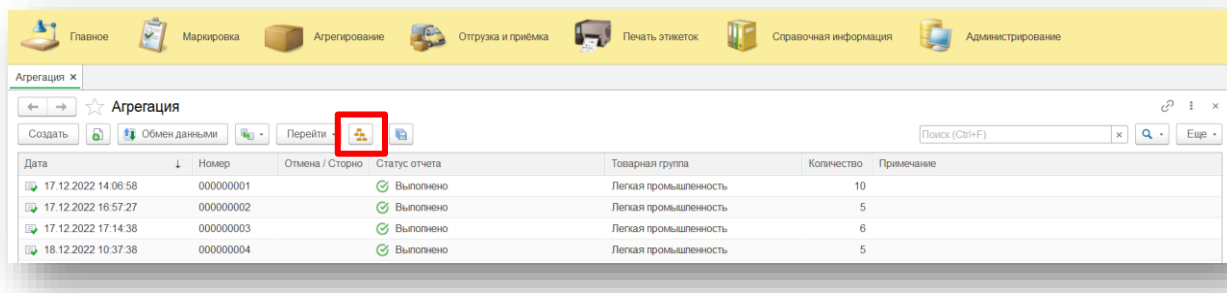 Главное Маркировка Агрегирование Отгрузка и приёмка Печать этикеток Справочная информация Администрирование
Агрегация ×
Агрегация
Создать Обмен данными Перейти Поиск (Ctrl+F) × Еще
Дата ↓ Номер Отмена / Сторно Статус отчета Товарная группа Количество Примечание
17.12.2022 14:06:58 000000001 Выполнено Легкая промышленность 10
17.12.2022 16:57:27 000000002 Выполнено Легкая промышленность 5
17.12.2022 17:14:38 000000003 Выполнено Легкая промышленность 6
18.12.2022 10:37:38 000000004 Выполнено Легкая промышленность 5